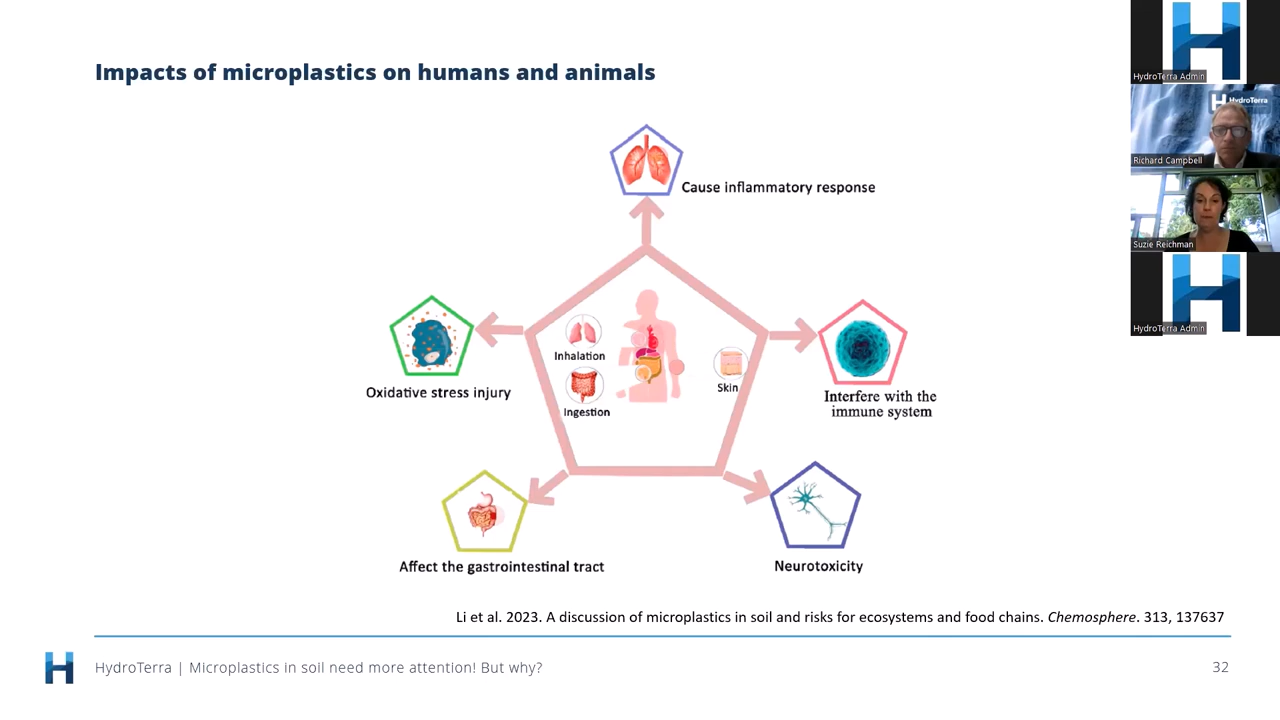 Impacts of microplastics on humans and animals
Cause inflammatory response
Inhalation
Ingestion
Skin
Oxidative stress injury
Interfere with the
immune system
Affect the gastrointestinal tract
Neurotoxicity
Li et al. 2023. A discussion of microplastics in soil and risks for ecosystems and food chains. Chemosphere. 313, 137637
HydroTerra | Microplastics in soil need more attention! But why?
32
HydroTerra Admin
HydroTerra
Richard Campbell
Suzie Reichman
HydroTerra Admin